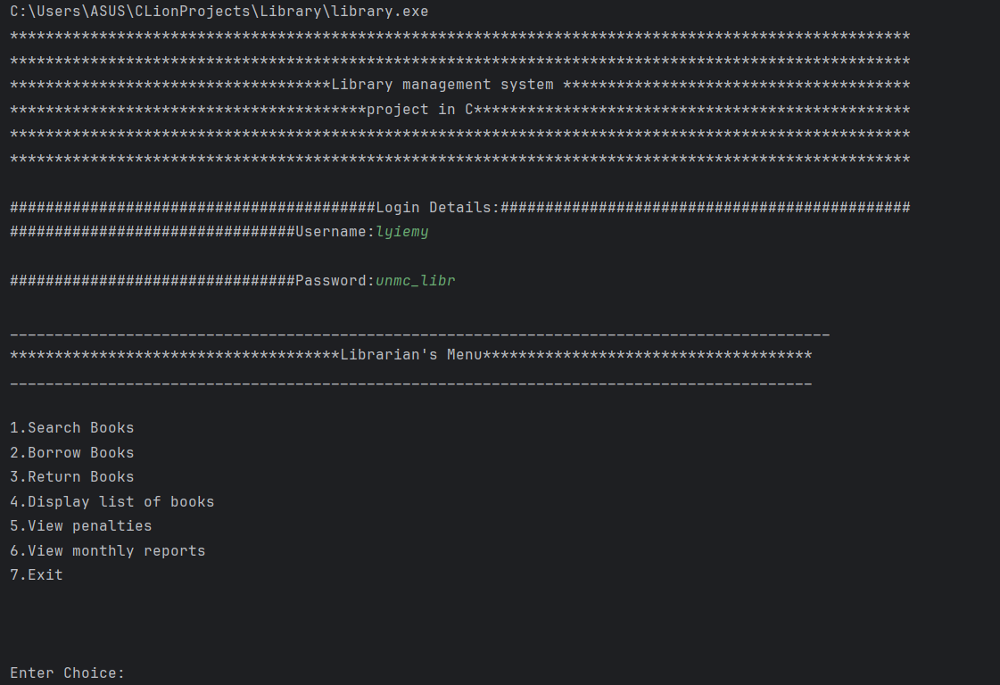 C:\Users\ASUS\CLionProjects\Library\library.exe
*****************************************************************************************************
*****************************************************************************************************
************************************Library management system ***************************************
****************************************project in C*************************************************
*****************************************************************************************************
*****************************************************************************************************
#########################################Login Details:##############################################
################################Username:lyiemy
################################Password:unmc_libr
____________________________________________________________________________________________
*************************************Librarian's Menu*************************************
__________________________________________________________________________________________
1.Search Books
2.Borrow Books
3.Return Books
4.Display list of books
5.View penalties
6.View monthly reports
7.Exit
Enter Choice: